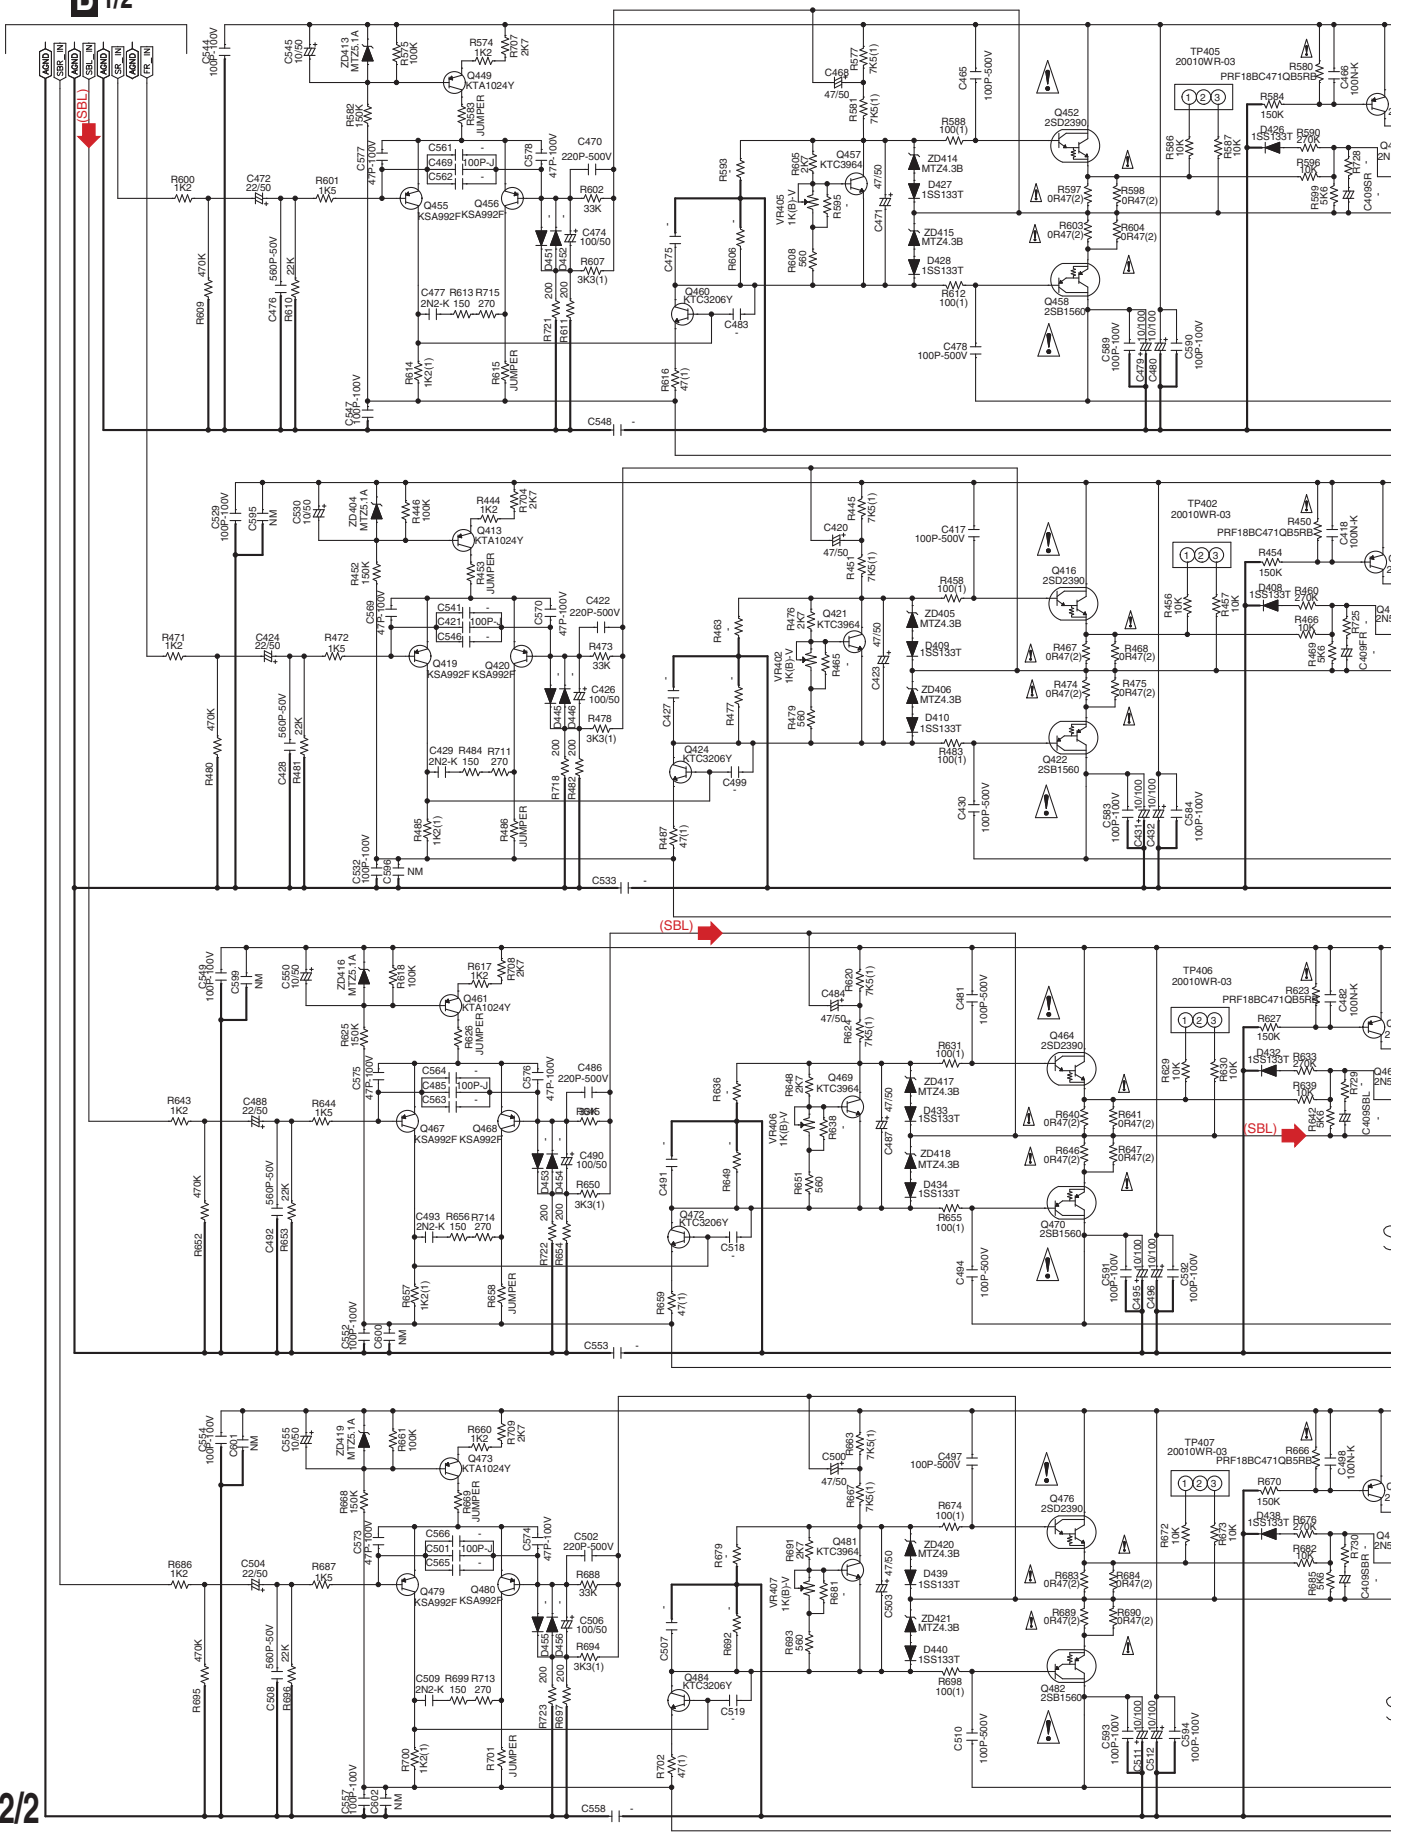 B 1/2
AGND
SBR_IN
AGND
SBL_IN
AGND
SR_IN
AGND
FR_IN
(SBL)
C544
100P-100V
C545
10/50
ZD413
MTZ5.1A
R575
100K
R574
1K2
R707
2K7
Q449
KTA1024Y
R582
150K
R583
JUMPER
C577
47P-100V
C561 -
C469 100P-J
C562 -
C578
47P-100V
C470
220P-500V
R600
1K2
C472
22/50
R601
1K5
Q455
KSA992F
Q456
KSA992F
R602
33K
C474
100/50
D451
D452
R607
3K3(1)
470K
R609
560P-50V
C476
22K
R610
C477 R613 R715
2N2-K 150 270
200
R721
200
R611
R614
1K2(1)
R615
JUMPER
C547
100P-100V
C548 -
R593
-
C475
-
R606
-
Q460
KTC3206Y
C483
-
R616
47(1)
C468
47/50
R577
7K5(1)
R581
7K5(1)
R605
2K7
Q457
KTC3964
VR405
1K(B)-V
R595
-
R608
560
47/50
C471
ZD414
MTZ4.3B
D427
1SS133T
ZD415
MTZ4.3B
D428
1SS133T
C465
100P-500V
R588
100(1)
R612
100(1)
C478
100P-500V
Q452
2SD2390
R597
0R47(2)
R598
0R47(2)
R603
0R47(2)
R604
0R47(2)
Q458
2SB1560
C589
100P-100V
C479
10/100
C480
10/100
C590
100P-100V
TP405
20010WR-03
1 2 3
R586
10K
R587
10K
R580
PRF18BC471QB5RB
C466
100N-K
R584
150K
D426
1SS133T
R590
270K
R596
10K
R599
5K6
R728
-
C409SR
-
Q4
2N
C529
100P-100V
C595
NM
C530
10/50
ZD404
MTZ5.1A
R446
100K
R444
1K2
R704
2K7
Q413
KTA1024Y
R452
150K
R453
JUMPER
C569
47P-100V
C541 -
C421 100P-J
C546 -
C570
47P-100V
C422
220P-500V
R471
1K2
C424
22/50
R472
1K5
Q419
KSA992F
Q420
KSA992F
R473
33K
C426
100/50
D445
D446
R478
3K3(1)
470K
R480
560P-50V
C428
22K
R481
C429 R484 R711
2N2-K 150 270
200
R718
200
R482
R485
1K2(1)
R486
JUMPER
C532
100P-100V
C596
NM
C533 -
R463
-
C427
-
R477
-
Q424
KTC3206Y
C499
-
R487
47(1)
C420
47/50
R445
7K5(1)
R451
7K5(1)
R476
2K7
Q421
KTC3964
VR402
1K(B)-V
R465
-
R479
560
47/50
C423
ZD405
MTZ4.3B
D409
1SS133T
ZD406
MTZ4.3B
D410
1SS133T
C417
100P-500V
R458
100(1)
R483
100(1)
C430
100P-500V
Q416
2SD2390
R467
0R47(2)
R468
0R47(2)
R474
0R47(2)
R475
0R47(2)
Q422
2SB1560
C583
100P-100V
C431
10/100
C432
10/100
C584
100P-100V
TP402
20010WR-03
1 2 3
R456
10K
R457
10K
R450
PRF18BC471QB5RB
C418
100N-K
R454
150K
D408
1SS133T
R460
270K
R466
10K
R469
5K6
R725
-
C409FR
-
Q4
2N5
(SBL)
C549
100P-100V
C599
NM
C550
10/50
ZD416
MTZ5.1A
R618
100K
R617
1K2
R708
2K7
Q461
KTA1024Y
R625
150K
R626
JUMPER
C575
47P-100V
C564 -
C485 100P-J
C563 -
C576
47P-100V
C486
220P-500V
R643
1K2
C488
22/50
R644
1K5
Q467
KSA992F
Q468
KSA992F
R645
C490
100/50
D453
D454
R650
3K3(1)
470K
R652
560P-50V
C492
22K
R653
C493 R656 R714
2N2-K 150 270
200
R722
200
R654
R657
1K2(1)
R658
JUMPER
C552
100P-100V
C600
NM
C553 -
R636
-
C491
-
R649
-
Q472
KTC3206Y
C518
-
R659
47(1)
C484
47/50
R620
7K5(1)
R624
7K5(1)
R648
2K7
Q469
KTC3964
VR406
1K(B)-V
R638
-
R651
560
47/50
C487
ZD417
MTZ4.3B
D433
1SS133T
ZD418
MTZ4.3B
D434
1SS133T
C481
100P-500V
R631
100(1)
R655
100(1)
C494
100P-500V
Q464
2SD2390
R640
0R47(2)
R641
0R47(2)
R646
0R47(2)
R647
0R47(2)
Q470
2SB1560
C591
100P-100V
C495
10/100
C496
10/100
C592
100P-100V
TP406
20010WR-03
1 2 3
R629
10K
R630
10K
R623
PRF18BC471QB5RB
C482
100N-K
R627
150K
D432
1SS133T
R633
270K
R639
10K
(SBL)
R642
5K6
R729
-
C409SBL
-
Q46
2N5
C554
100P-100V
C601
NM
C555
10/50
ZD419
MTZ5.1A
R661
100K
R660
1K2
R709
2K7
Q473
KTA1024Y
R668
150K
R669
JUMPER
C573
47P-100V
C566 -
C501 100P-J
C565 -
C574
47P-100V
C502
220P-500V
R686
1K2
C504
22/50
R687
1K5
Q479
KSA992F
Q480
KSA992F
R688
33K
C506
100/50
D455
D456
R694
3K3(1)
470K
R695
560P-50V
C508
22K
R696
C509 R699 R713
2N2-K 150 270
200
R723
200
R697
R700
1K2(1)
R701
JUMPER
C557
100P-100V
C602
NM
C558 -
R679
-
C507
-
R692
-
Q484
KTC3206Y
C519
-
R702
47(1)
C500
47/50
R663
7K5(1)
R667
7K5(1)
R691
2K7
Q481
KTC3964
VR407
1K(B)-V
R681
-
R693
560
47/50
C503
ZD420
MTZ4.3B
D439
1SS133T
ZD421
MTZ4.3B
D440
1SS133T
C497
100P-500V
R674
100(1)
R698
100(1)
C510
100P-500V
Q476
2SD2390
R683
0R47(2)
R684
0R47(2)
R689
0R47(2)
R690
0R47(2)
Q482
2SB1560
C593
100P-100V
C511
10/100
C512
10/100
C594
100P-100V
TP407
20010WR-03
1 2 3
R672
10K
R673
10K
R666
PRF18BC471QB5RB
C498
100N-K
R670
150K
D438
1SS133T
R676
270K
R682
10K
R685
5K6
R730
-
C409SBR
-
Q4
2N5
2/2